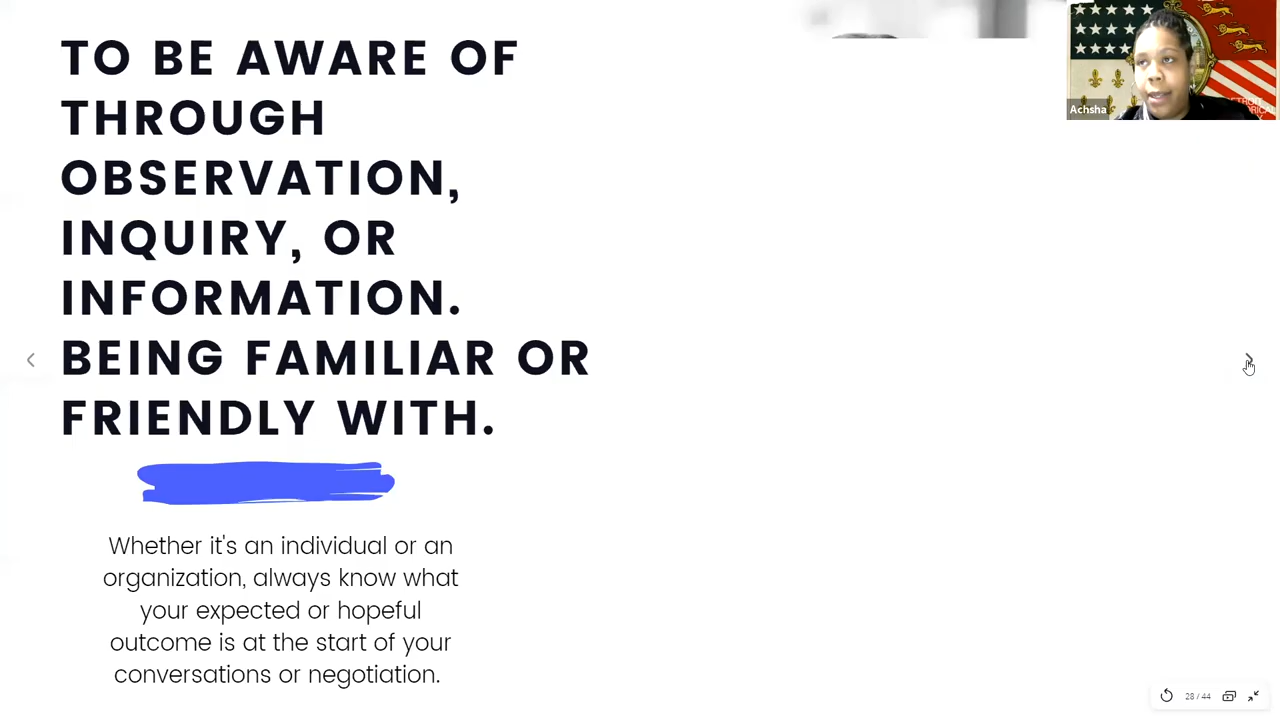 TO BE AWARE OF
THROUGH
OBSERVATION,
INQUIRY, OR
INFORMATION.
BEING FAMILIAR OR
FRIENDLY WITH.
Whether it's an individual or an
organization, always know what
your expected or hopeful
outcome is at the start of your
conversations or negotiation.
Achsha
28 / 44